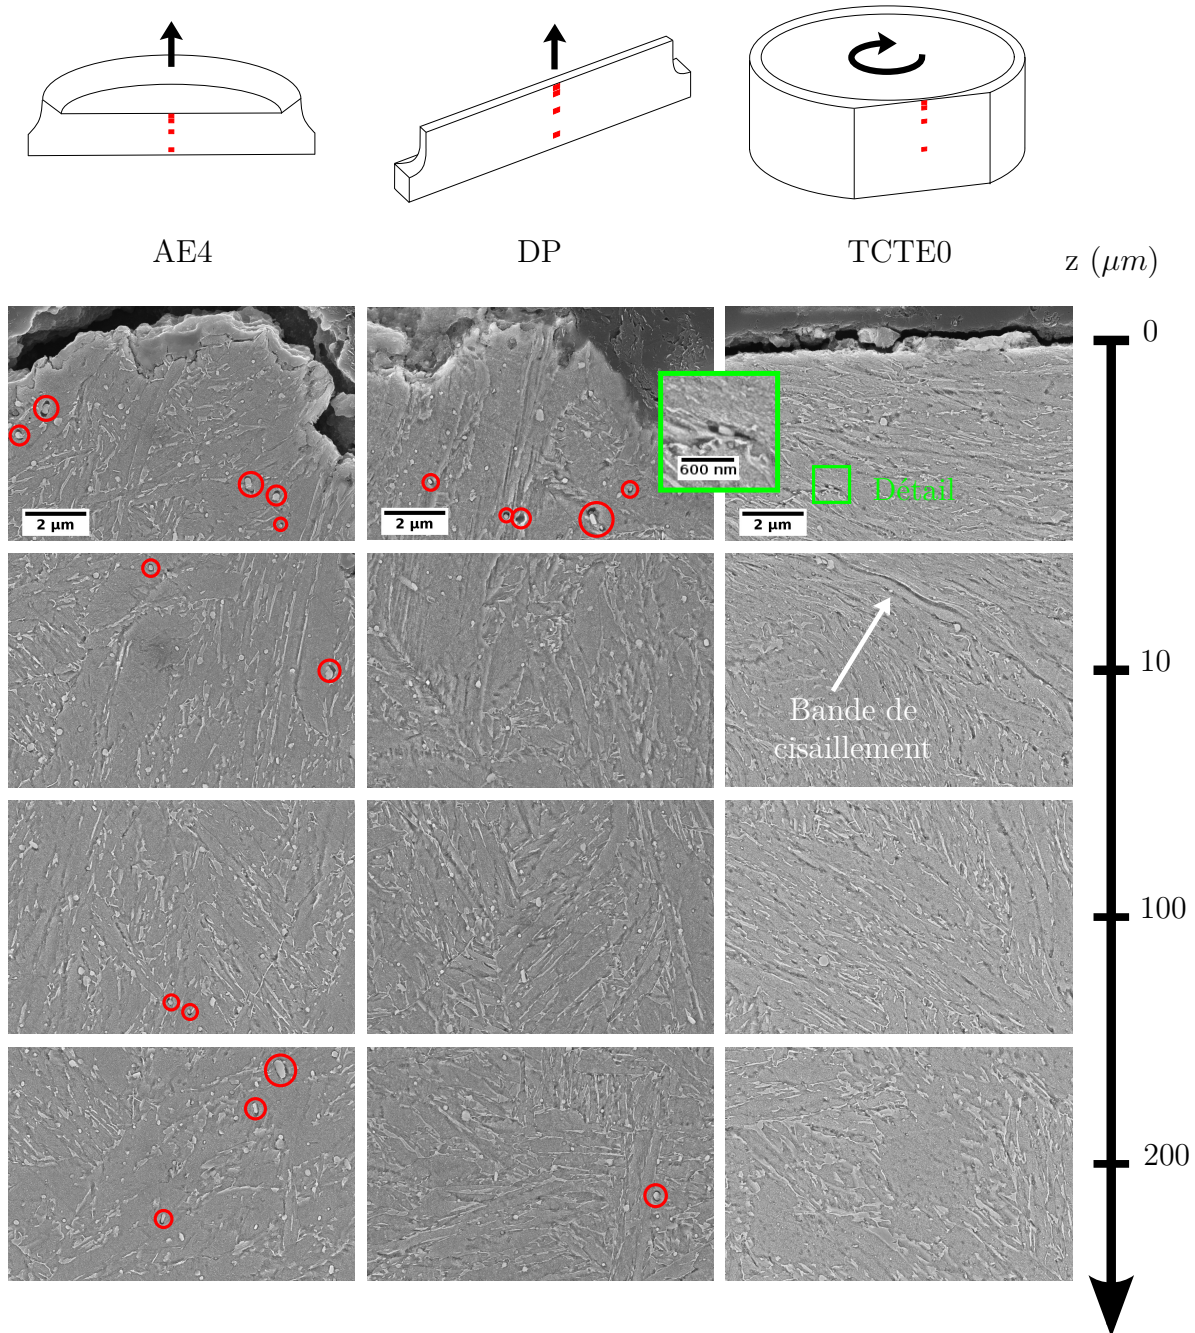 AE4
DP
TCTE0
z (μm)
0
600 nm
Détail
2 μm
2 μm
2 μm
10
Bande de
cisaillement
100
200